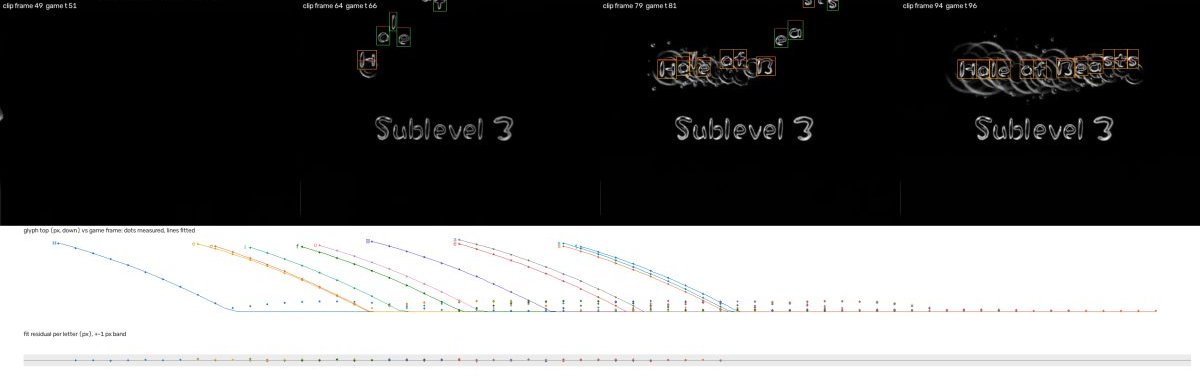 clip frame 49 game t 51
clip frame 64 game t 66
clip frame 79 game t 81
clip frame 94 game t 96
H
o l e
Sublevel 3
Hole of B
e a
Sublevel 3
Hole of Beasts
Sublevel 3
glyph top (px, down) vs game frame: dots measured, lines fitted
fit residual per letter (px), +-1 px band